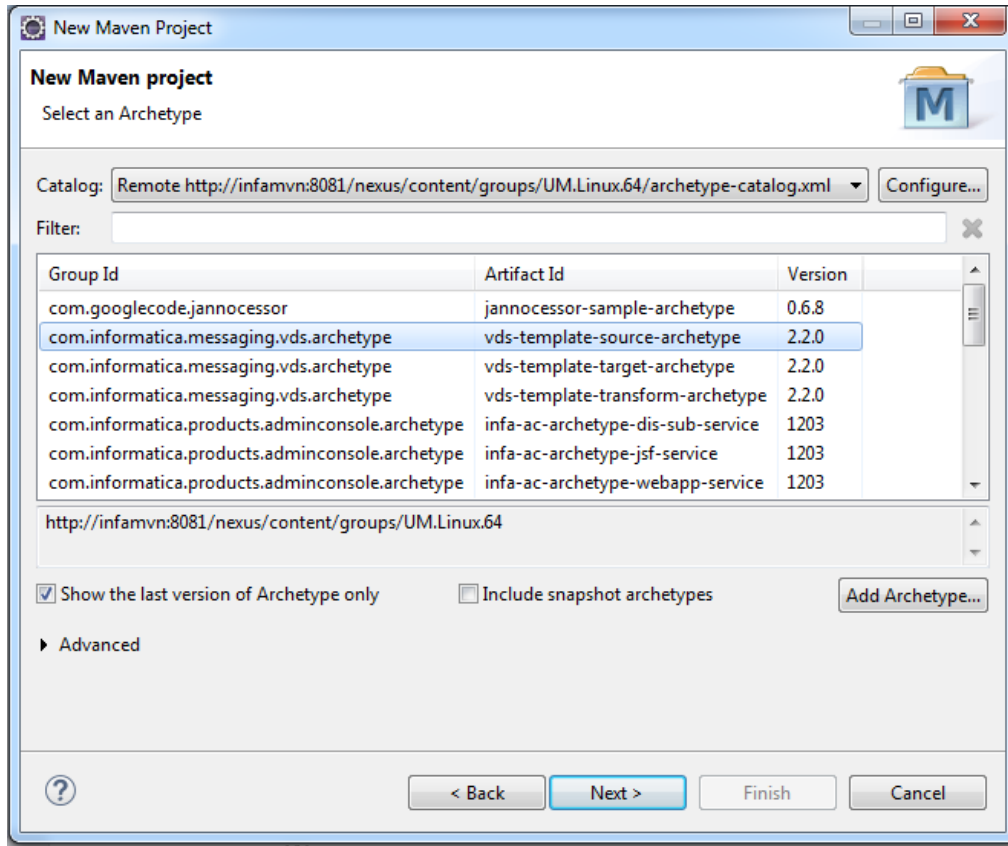 New Maven Project
New Maven project
Select an Archetype
M
Catalog: Remote http://infamvn:8081/nexus/content/groups/UM.Linux.64/archetype-catalog.xml Configure...
Filter:
Group Id Artifact Id Version
com.googlecode.jannocessor jannocessor-sample-archetype 0.6.8
com.informatica.messaging.vds.archetype vds-template-source-archetype 2.2.0
com.informatica.messaging.vds.archetype vds-template-target-archetype 2.2.0
com.informatica.messaging.vds.archetype vds-template-transform-archetype 2.2.0
com.informatica.products.adminconsole.archetype infa-ac-archetype-dis-sub-service 1203
com.informatica.products.adminconsole.archetype infa-ac-archetype-jsf-service 1203
com.informatica.products.adminconsole.archetype infa-ac-archetype-webapp-service 1203
http://infamvn:8081/nexus/content/groups/UM.Linux.64
Show the last version of Archetype only Include snapshot archetypes Add Archetype...
Advanced
? < Back Next > Finish Cancel